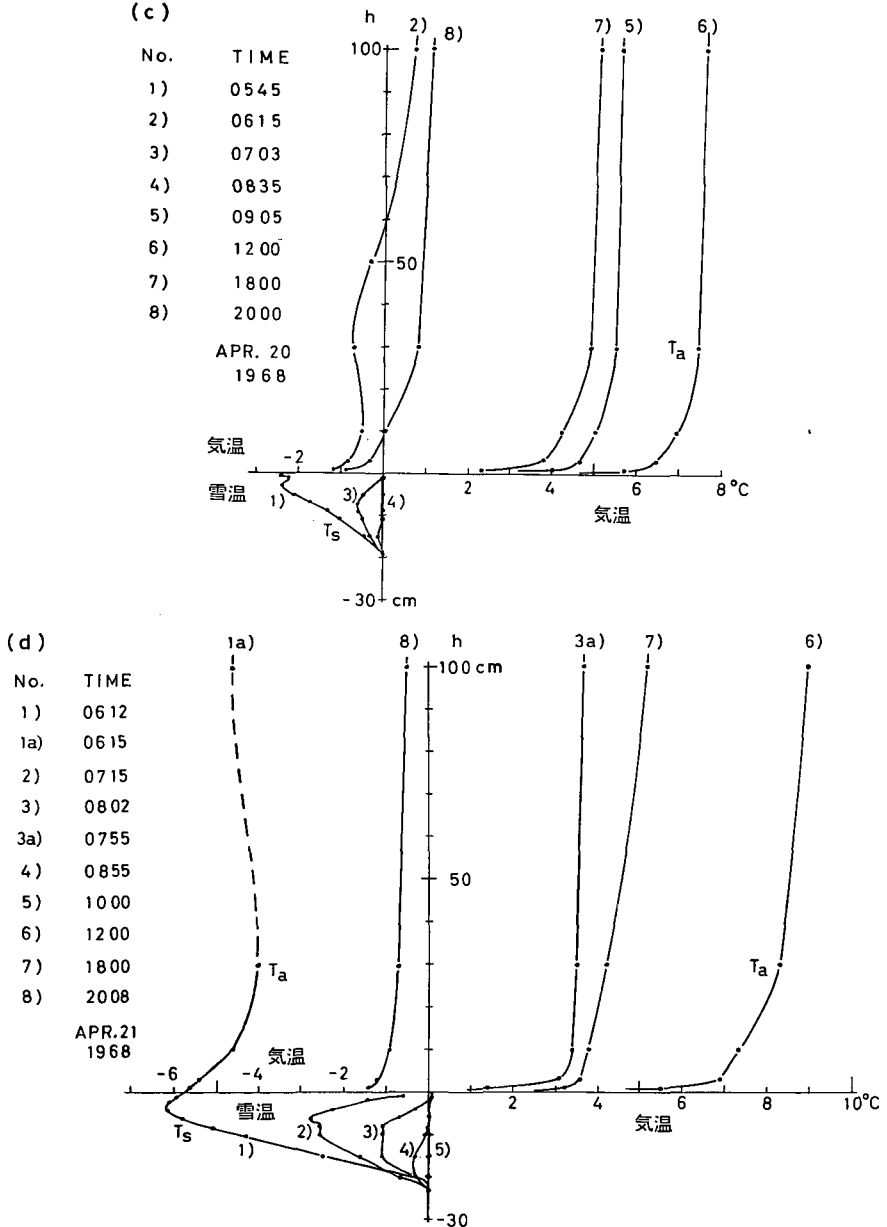 (c)
No. TIME
1) 0545
2) 0615
3) 0703
4) 0835
5) 0905
6) 1200
7) 1800
8) 2000
APR. 20
1968
h
2) 8) 7) 5) 6)
100
50
Ta
気温 -2
雪温
2 4 6 8°C
気温
1) 3) 4)
Ts
-30 cm
(d)
No. TIME
1) 0612
1a) 0615
2) 0715
3) 0802
3a) 0755
4) 0855
5) 1000
6) 1200
7) 1800
8) 2008
APR.21
1968
1a) 8) h 3a) 7) 6)
100 cm
50
Ta Ta
気温
-6 -4 -2
雪温
2 4 6 8 10°C
気温
Ts 1) 2) 3) 4) 5)
-30